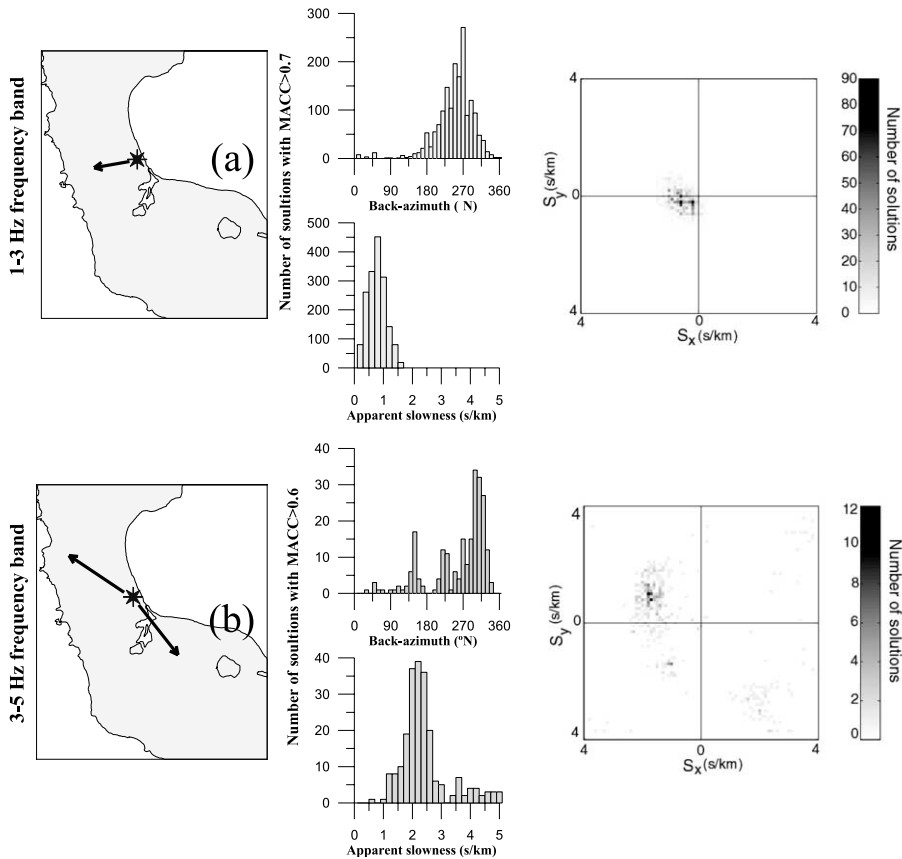 1-3 Hz frequency band
(a)
Number of soultions with MACC>0.7
300
200
100
0
0 90 180 270 360
Back-azimuth ( N)
500
400
300
200
100
0
0 1 2 3 4 5
Apparent slowness (s/km)
4
0
4
Sy(s/km)
4 0 4
Sx(s/km)
90
80
70
60
50
40
30
20
10
0
Number of solutions
3-5 Hz frequency band
(b)
Number of soultions with MACC>0.6
40
30
20
10
0
0 90 180 270 360
Back-azimuth (ºN)
40
30
20
10
0
0 1 2 3 4 5
Apparent slowness (s/km)
4
0
4
Sy(s/km)
4 0 4
Sx(s/km)
12
10
8
6
4
2
0
Number of solutions